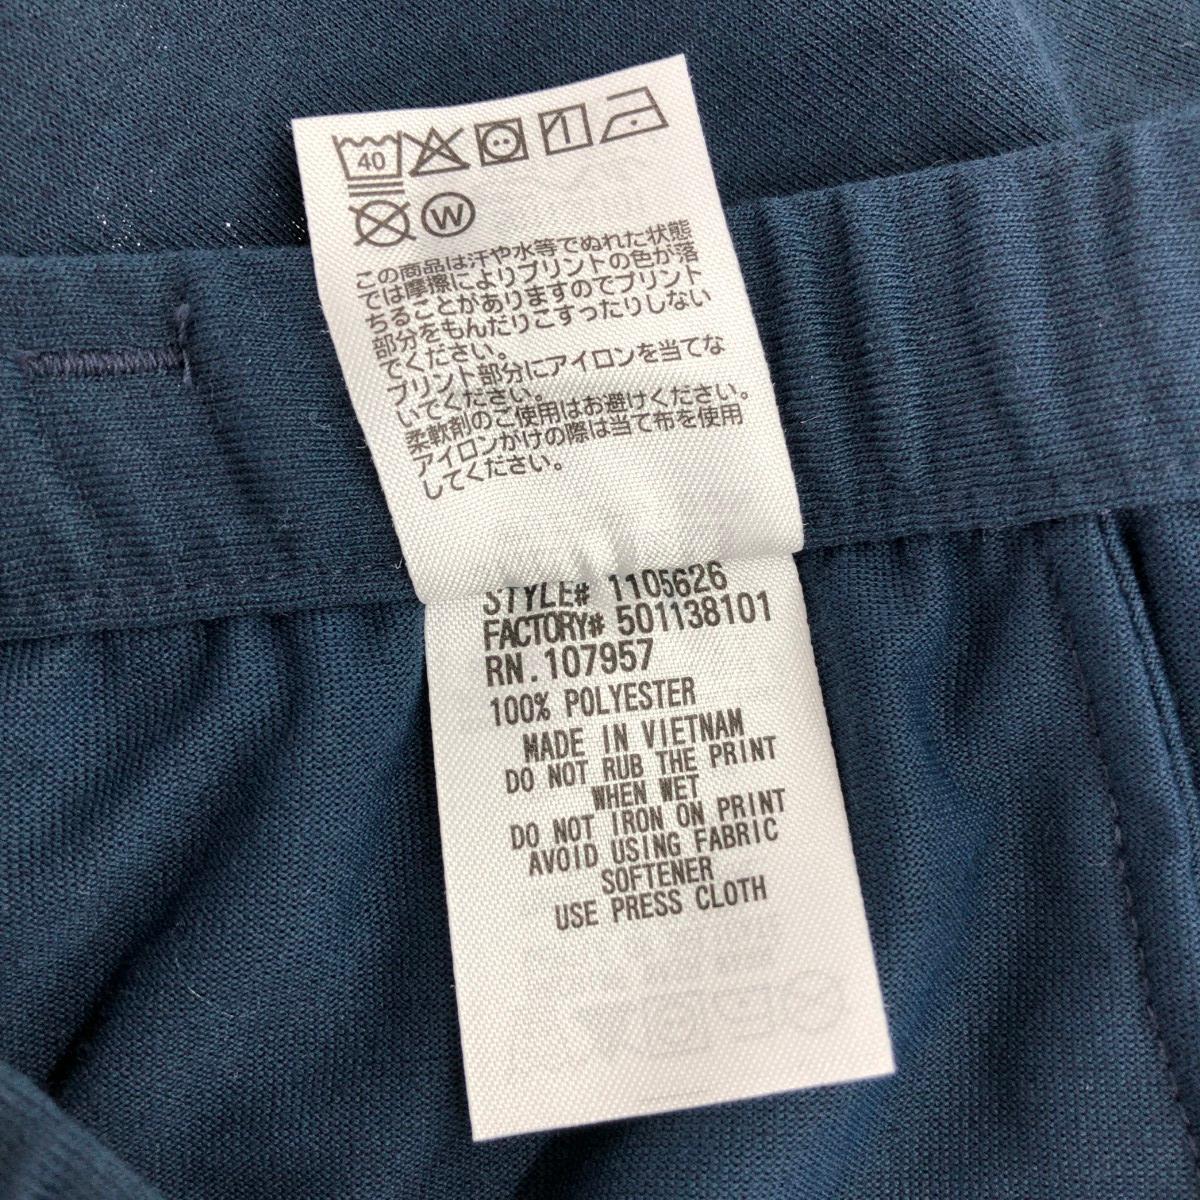 40
W
この商品は汗や水等でぬれた状態
では摩擦によりプリントの色が落
ちることがありますのでプリント
部分をもんだりこすったりしない
でください。
プリント部分にアイロンを当てな
いてください。
柔軟剤のご使用はお避けください。
アイロンがけの際は当て布を使用
してください。
STYLE# 1105626
FACTORY# 501138101
RN. 107957
100% POLYESTER
MADE IN VIETNAM
DO NOT RUB THE PRINT
WHEN WET
DO NOT IRON ON PRINT
AVOID USING FABRIC
SOFTENER
USE PRESS CLOTH